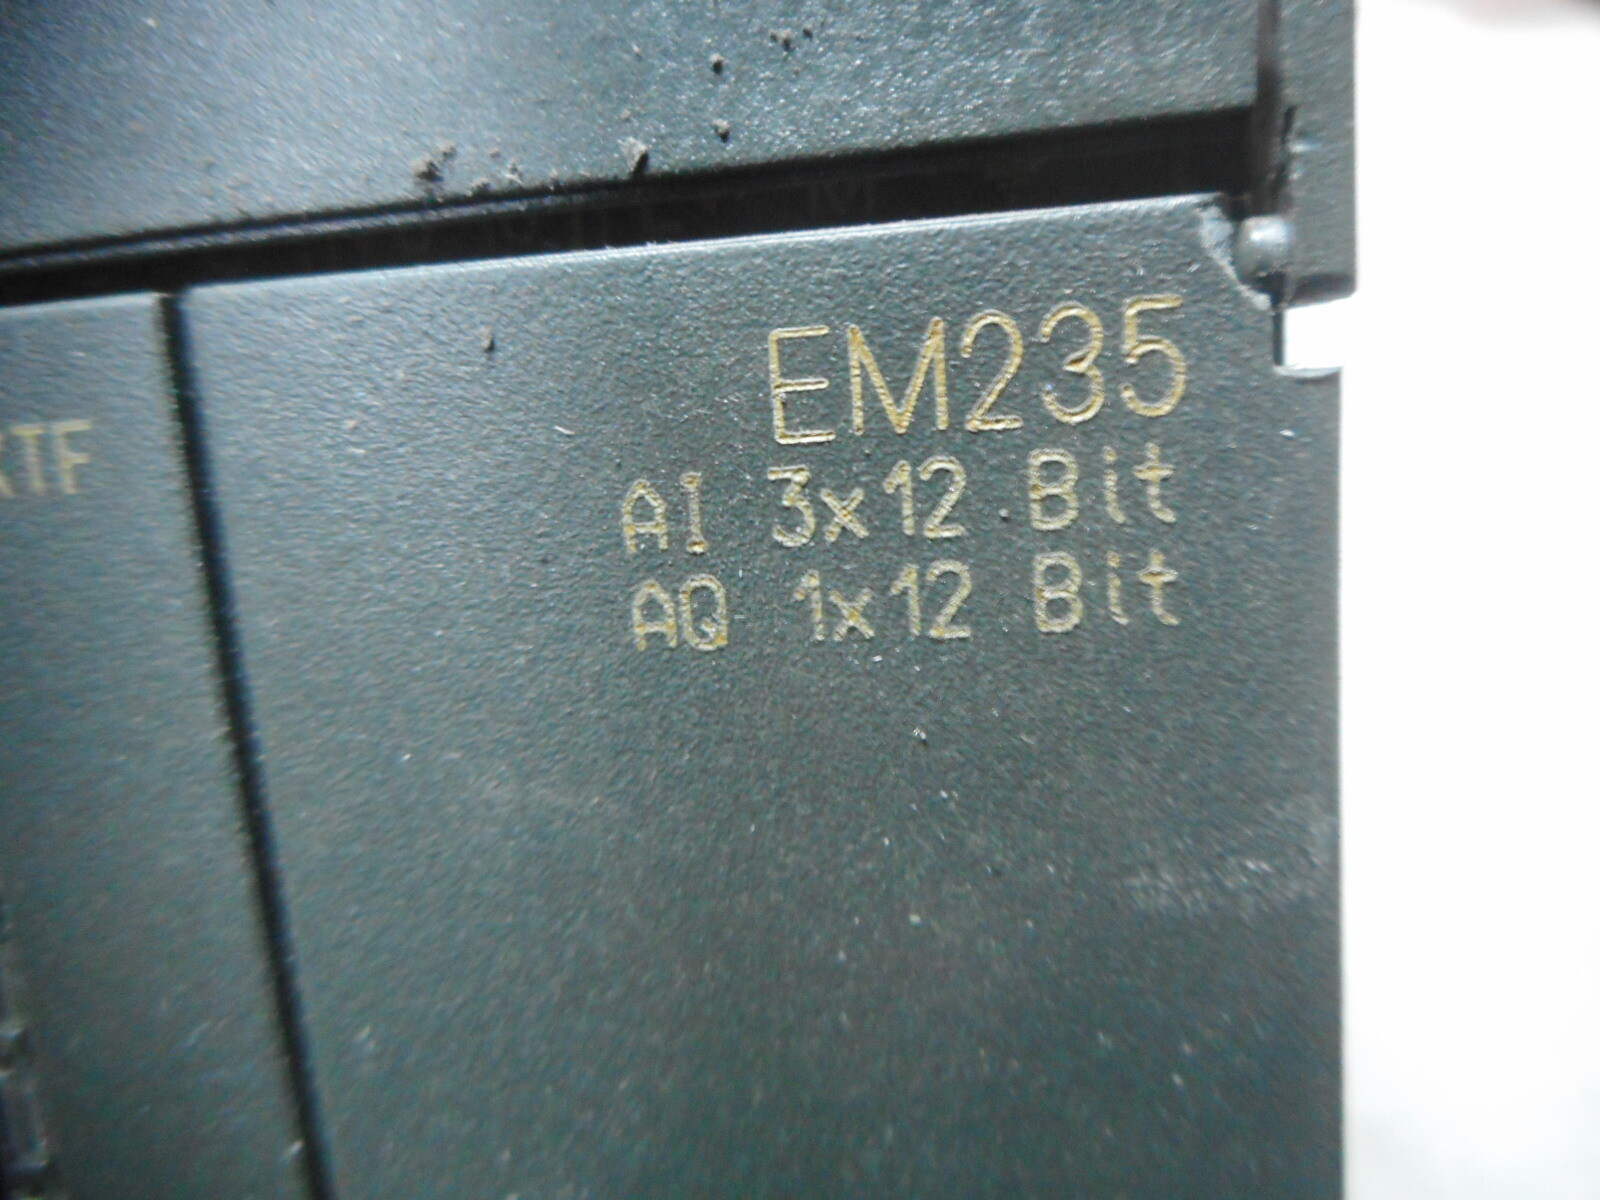 EM235
AI 3x12 Bit
AQ 1x12 Bit